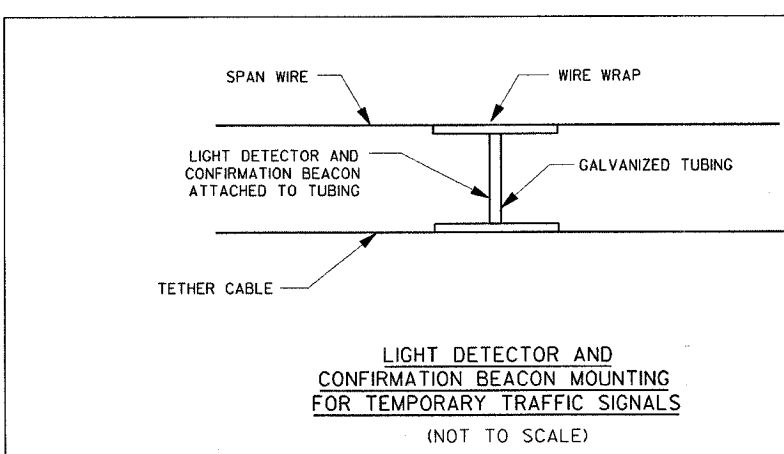 SPAN WIRE
WIRE WRAP
LIGHT DETECTOR AND
CONFIRMATION BEACON
ATTACHED TO TUBING
GALVANIZED TUBING
TETHER CABLE
LIGHT DETECTOR AND
CONFIRMATION BEACON MOUNTING
FOR TEMPORARY TRAFFIC SIGNALS
(NOT TO SCALE)